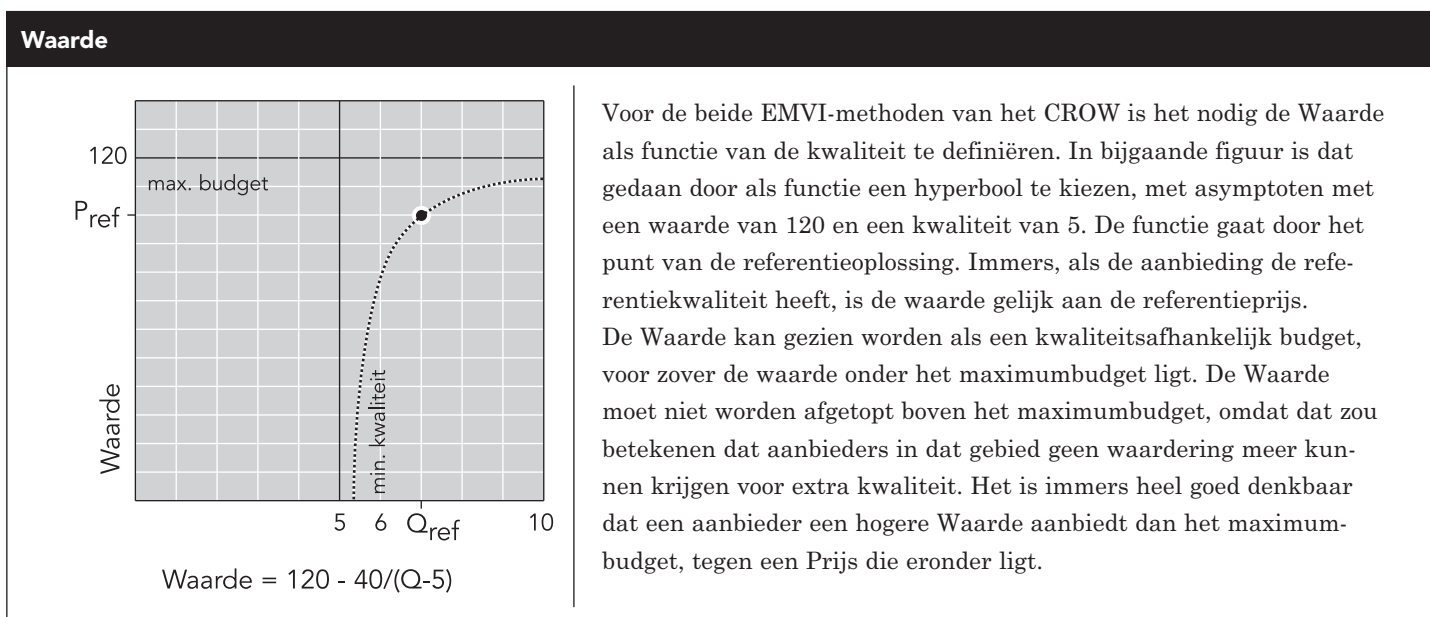 Waarde
120
max. budget
Pref
Waarde
min. kwaliteit
5 6 Qref 10
Waarde = 120 - 40/(Q-5)
Voor de beide EMVI-methoden van het CROW is het nodig de Waarde
als functie van de kwaliteit te definiëren. In bijgaande figuur is dat
gedaan door als functie een hyperbool te kiezen, met asymptoten met
een waarde van 120 en een kwaliteit van 5. De functie gaat door het
punt van de referentieoplossing. Immers, als de aanbieding de refe-
rentiekwaliteit heeft, is de waarde gelijk aan de referentieprijs.
De Waarde kan gezien worden als een kwaliteitsafhankelijk budget,
voor zover de waarde onder het maximumbudget ligt. De Waarde
moet niet worden afgetopt boven het maximumbudget, omdat dat zou
betekenen dat aanbieders in dat gebied geen waardering meer kun-
nen krijgen voor extra kwaliteit. Het is immers heel goed denkbaar
dat een aanbieder een hogere Waarde aanbiedt dan het maximum-
budget, tegen een Prijs die eronder ligt.